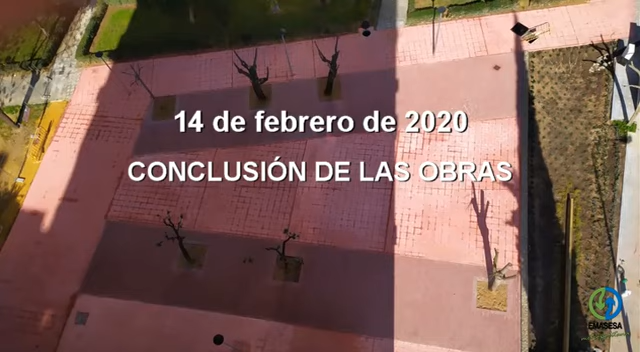 14 de febrero de 2020
CONCLUSIÓN DE LAS OBRAS
EMASESA